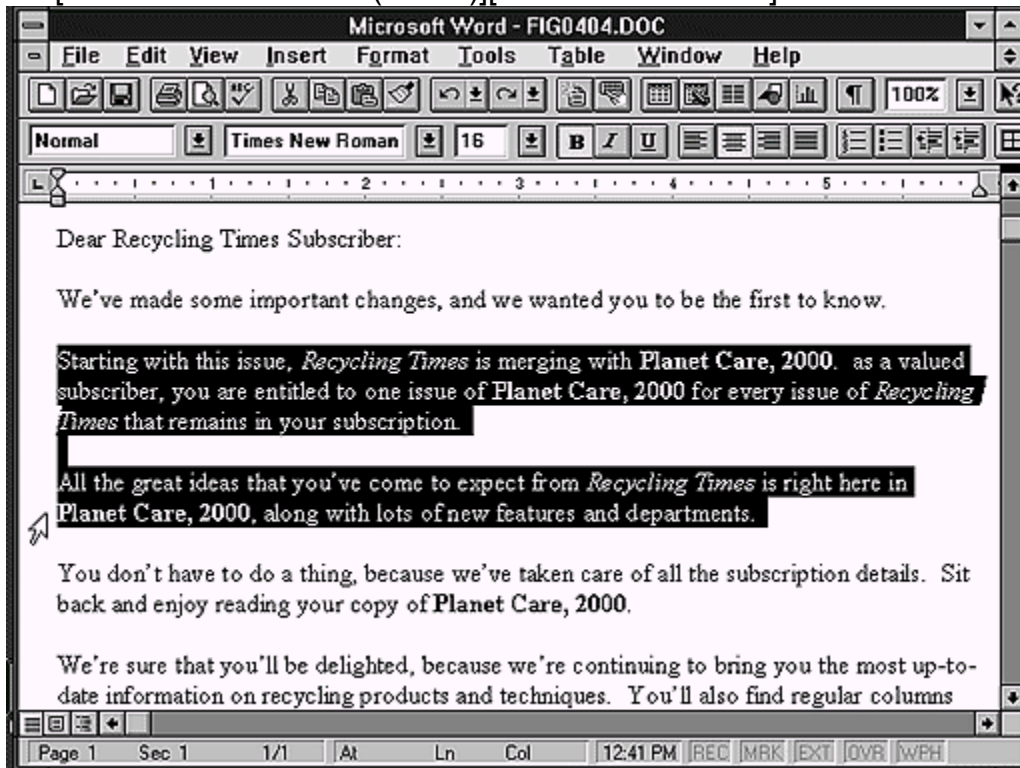 Microsoft Word - FIG0404.DOC
File Edit View Insert Format Tools Table Window Help
ABC ¶ 100%
Normal Times New Roman 16 B I U
1 2 3 4 5
Dear Recycling Times Subscriber:
We've made some important changes, and we wanted you to be the first to know.
Starting with this issue, Recycling Times is merging with Planet Care, 2000. as a valued
subscriber, you are entitled to one issue of Planet Care, 2000 for every issue of Recycling
Times that remains in your subscription.
All the great ideas that you've come to expect from Recycling Times is right here in
Planet Care, 2000, along with lots of new features and departments.
You don't have to do a thing, because we've taken care of all the subscription details. Sit
back and enjoy reading your copy of Planet Care, 2000.
We're sure that you'll be delighted, because we're continuing to bring you the most up-to-
date information on recycling products and techniques. You'll also find regular columns
Page 1 Sec 1 1/1 At Ln Col 12:41 PM REC MRK EXT OVR WPH